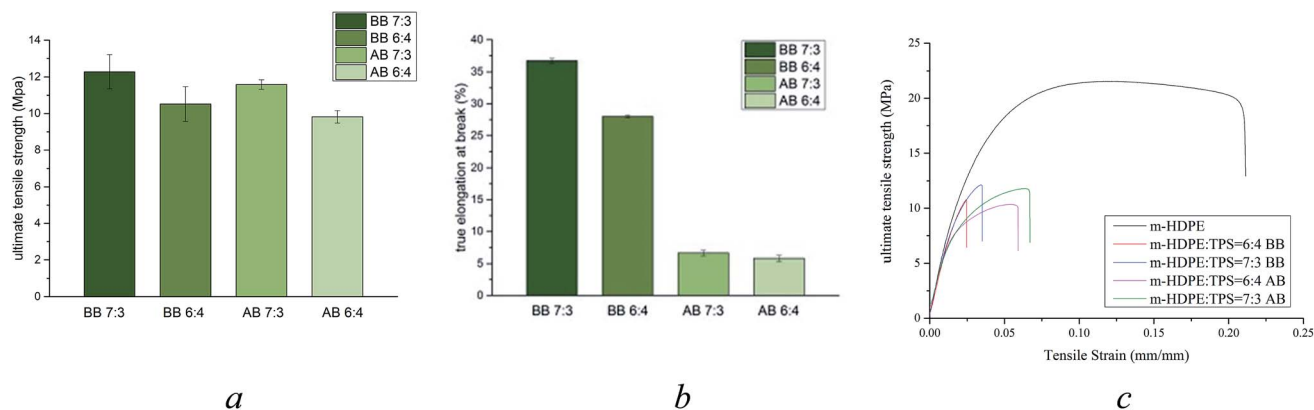 BB 7:3
BB 6:4
AB 7:3
AB 6:4
14
12
10
8
6
4
2
0
ultimate tensile strength (Mpa)
BB 7:3 BB 6:4 AB 7:3 AB 6:4
a
BB 7:3
BB 6:4
AB 7:3
AB 6:4
40
35
30
25
20
15
10
5
0
true elongation at break (%)
BB 7:3 BB 6:4 AB 7:3 AB 6:4
b
25
20
15
10
5
0
ultimate tensile strength (MPa)
m-HDPE
m-HDPE:TPS=6:4 BB
m-HDPE:TPS=7:3 BB
m-HDPE:TPS=6:4 AB
m-HDPE:TPS=7:3 AB
0.00 0.05 0.10 0.15 0.20 0.25
Tensile Strain (mm/mm)
c